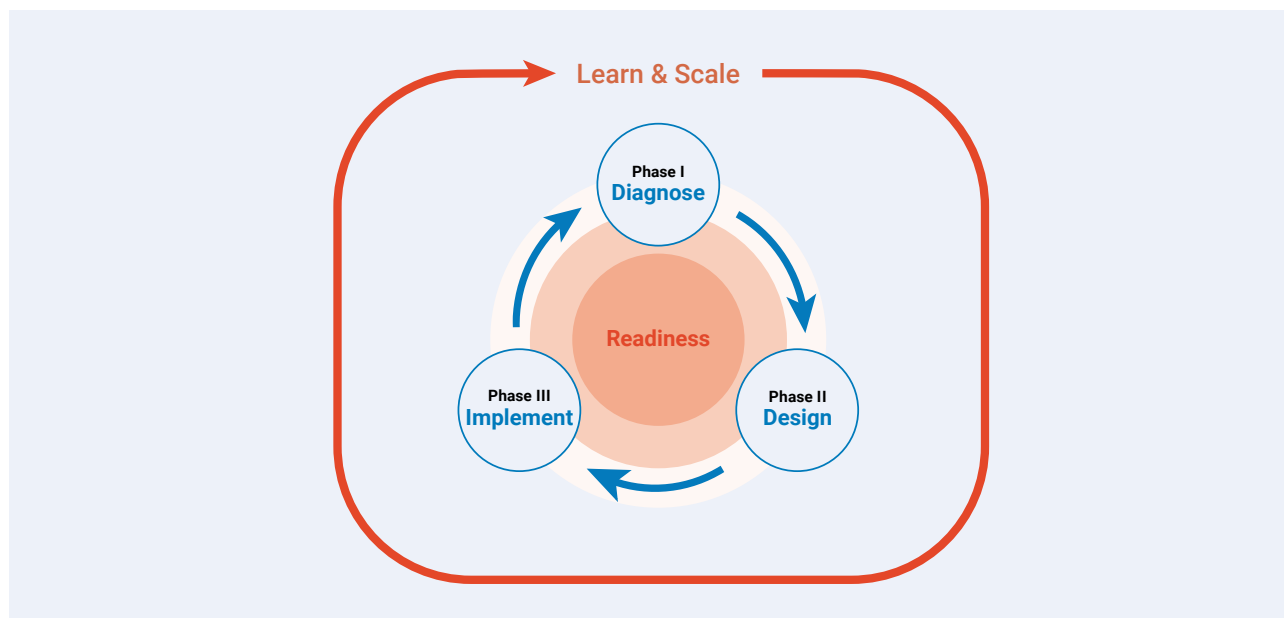 Learn & Scale
Phase I
Diagnose
Readiness
Phase III
Implement
Phase II
Design